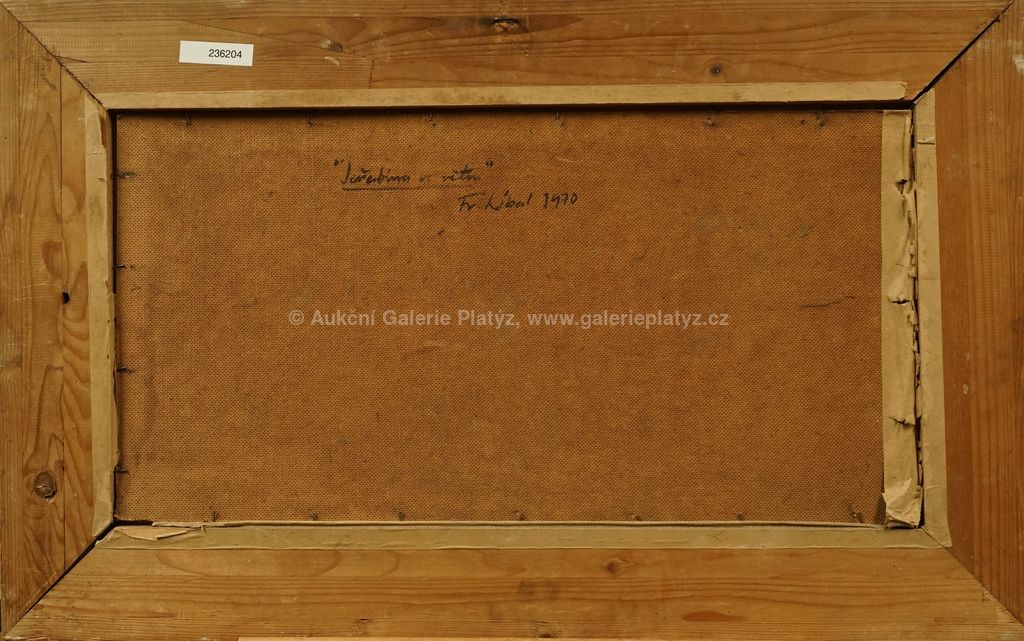 236204
"Jeřabina ve větru"
Fr. Líbal 1970
© Aukční Galerie Platýz, www.galerieplatyz.cz